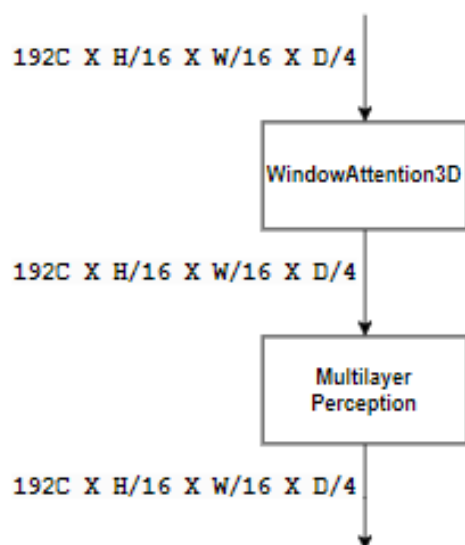 192C X H/16 X W/16 X D/4
WindowAttention3D
192C X H/16 X W/16 X D/4
Multilayer
Perception
192C X H/16 X W/16 X D/4